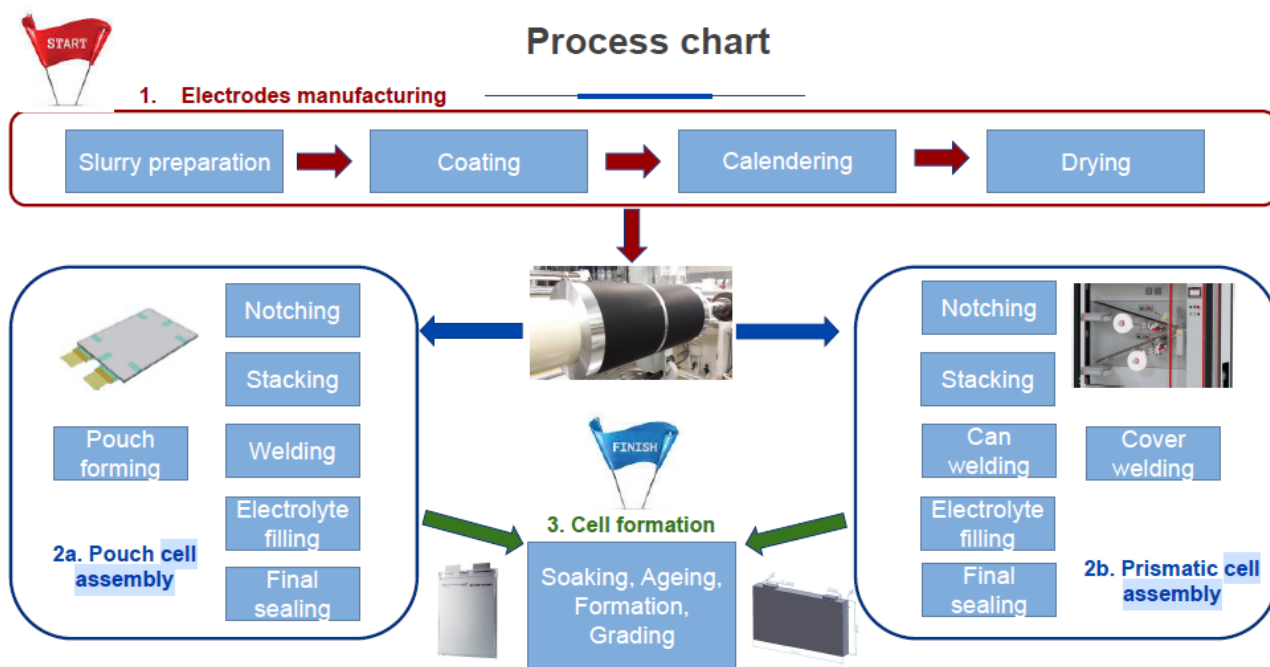 START
Process chart
1. Electrodes manufacturing
Slurry preparation
Coating
Calendering
Drying
Notching
Stacking
Pouch
forming
Welding
Electrolyte
filling
2a. Pouch cell
assembly
Final
sealing
FINISH
3. Cell formation
Soaking, Ageing,
Formation,
Grading
Notching
Stacking
Can
welding
Cover
welding
Electrolyte
filling
2b. Prismatic cell
assembly
Final
sealing